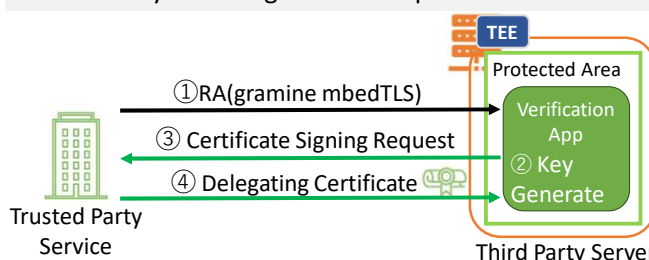 TEE
Protected Area
①RA(gramine mbedTLS)
Verification
App
③ Certificate Signing Request
② Key
Generate
④ Delegating Certificate
Trusted Party
Service
Third Party Server